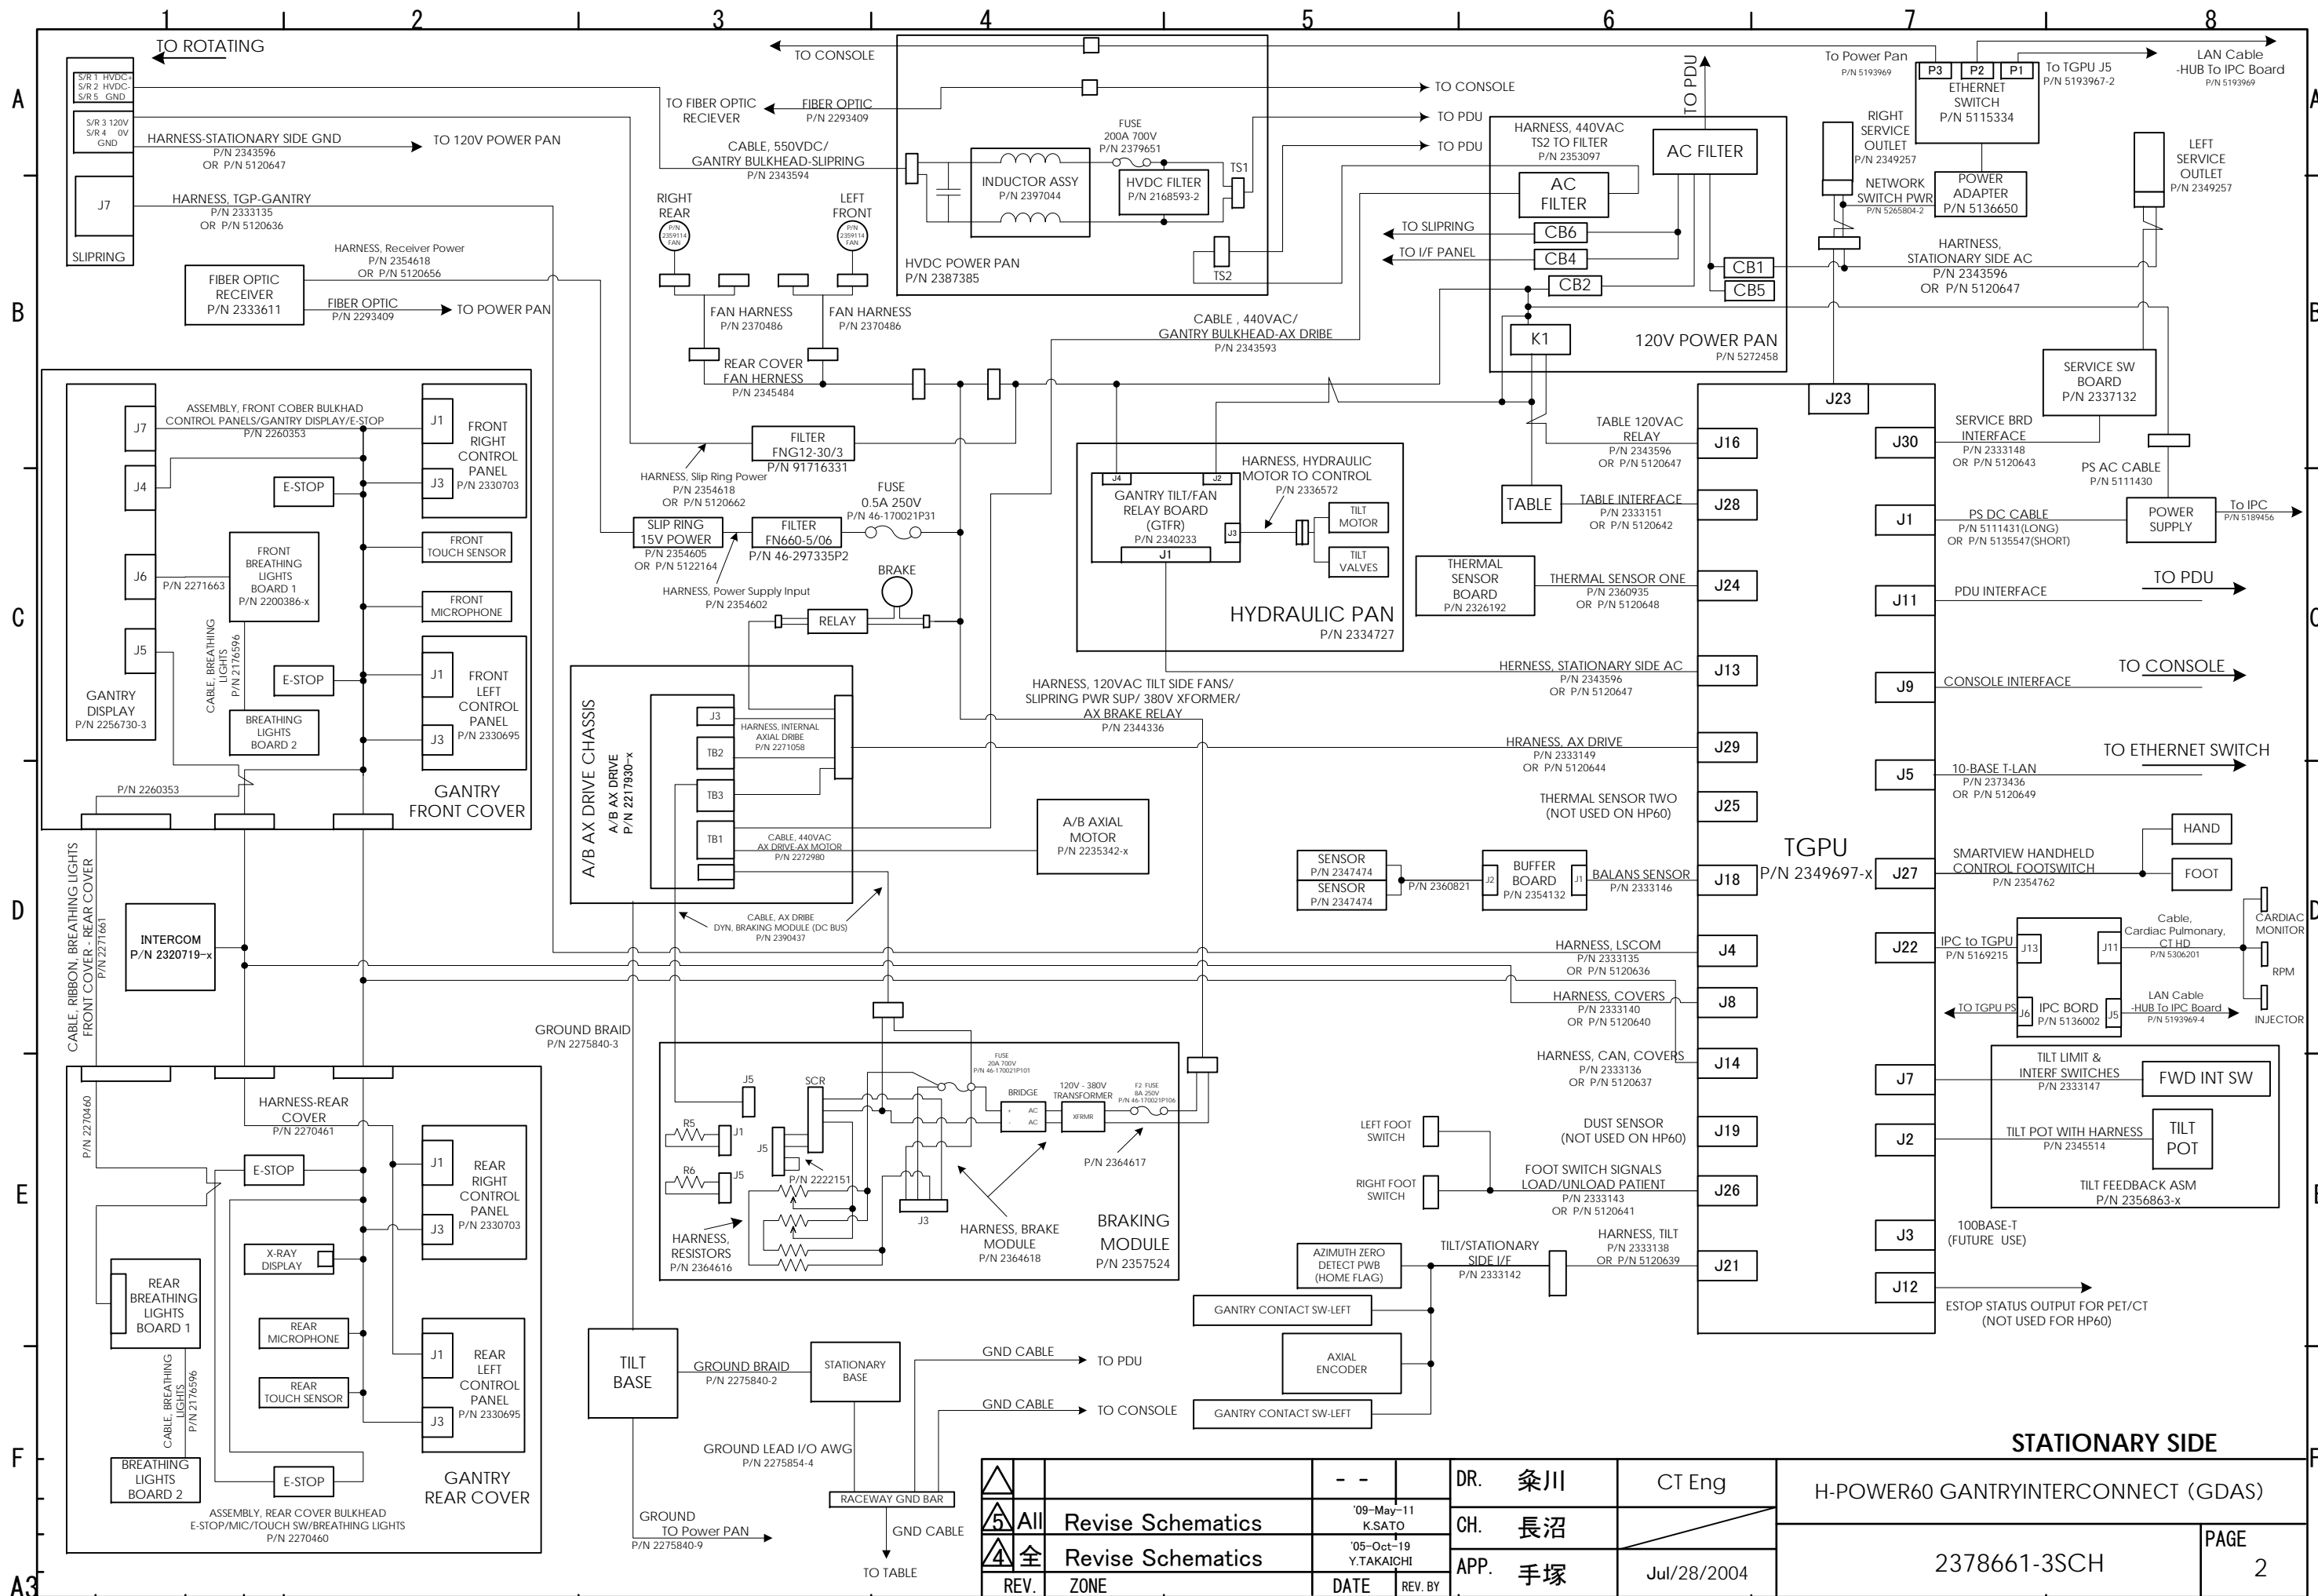 1 2 3 4 5 6 7 8
A
B
C
D
E
F
A3
TO ROTATING
S/R 1 HVDC+
S/R 2 HVDC-
S/R 5 GND
S/R 3 120V
S/R 4 0V
GND
HARNESS-STATIONARY SIDE GND
P/N 2343596
OR P/N 5120647
TO 120V POWER PAN
J7
SLIPRING
HARNESS, TGP-GANTRY
P/N 2333135
OR P/N 5120636
HARNESS, Receiver Power
P/N 2354618
OR P/N 5120656
FIBER OPTIC
RECEIVER
P/N 2333611
FIBER OPTIC
P/N 2293409
TO POWER PAN
TO CONSOLE
TO FIBER OPTIC
RECIEVER
FIBER OPTIC
P/N 2293409
CABLE, 550VDC/
GANTRY BULKHEAD-SLIPRING
P/N 2343594
RIGHT
REAR
P/N
2359114
FAN
LEFT
FRONT
P/N
2359114
FAN
FAN HARNESS
P/N 2370486
FAN HARNESS
P/N 2370486
REAR COVER
FAN HERNESS
P/N 2345484
FUSE
200A 700V
P/N 2379651
INDUCTOR ASSY
P/N 2397044
HVDC FILTER
P/N 2168593-2
TS1
TS2
HVDC POWER PAN
P/N 2387385
TO CONSOLE
TO PDU
TO PDU
TO PDU
HARNESS, 440VAC
TS2 TO FILTER
P/N 2353097
AC FILTER
AC
FILTER
TO SLIPRING
CB6
TO I/F PANEL
CB4
CB2
CB1
CB5
K1
120V POWER PAN
P/N 5272458
CABLE , 440VAC/
GANTRY BULKHEAD-AX DRIBE
P/N 2343593
To Power Pan
P/N 5193969
P3
P2
P1
ETHERNET
SWITCH
P/N 5115334
To TGPU J5
P/N 5193967-2
LAN Cable
-HUB To IPC Board
P/N 5193969
RIGHT
SERVICE
OUTLET
P/N 2349257
NETWORK
SWITCH PWR
P/N 5265804-2
POWER
ADAPTER
P/N 5136650
LEFT
SERVICE
OUTLET
P/N 2349257
HARTNESS,
STATIONARY SIDE AC
P/N 2343596
OR P/N 5120647
SERVICE SW
BOARD
P/N 2337132
J7
J4
J6
J5
ASSEMBLY, FRONT COBER BULKHAD
CONTROL PANELS/GANTRY DISPLAY/E-STOP
P/N 2260353
J1
J3
FRONT
RIGHT
CONTROL
PANEL
P/N 2330703
E-STOP
P/N 2271663
FRONT
BREATHING
LIGHTS
BOARD 1
P/N 2200386-x
FRONT
TOUCH SENSOR
FRONT
MICROPHONE
CABLE, BREATHING
LIGHTS
P/N 2176596
E-STOP
BREATHING
LIGHTS
BOARD 2
J1
J3
FRONT
LEFT
CONTROL
PANEL
P/N 2330695
GANTRY
DISPLAY
P/N 2256730-3
P/N 2260353
GANTRY
FRONT COVER
FILTER
FNG12-30/3
P/N 91716331
HARNESS, Slip Ring Power
P/N 2354618
OR P/N 5120662
FUSE
0.5A 250V
P/N 46-170021P31
SLIP RING
15V POWER
P/N 2354605
OR P/N 5122164
FILTER
FN660-5/06
P/N 46-297335P2
HARNESS, Power Supply Input
P/N 2354602
BRAKE
RELAY
J4
J2
GANTRY TILT/FAN
RELAY BOARD
(GTFR)
P/N 2340233
J3
J1
HARNESS, HYDRAULIC
MOTOR TO CONTROL
P/N 2336572
TILT
MOTOR
TILT
VALVES
HYDRAULIC PAN
P/N 2334727
TABLE 120VAC
RELAY
P/N 2343596
OR P/N 5120647
J16
TABLE
TABLE INTERFACE
P/N 2333151
OR P/N 5120642
J28
THERMAL
SENSOR
BOARD
P/N 2326192
THERMAL SENSOR ONE
P/N 2360935
OR P/N 5120648
J24
HERNESS, STATIONARY SIDE AC
P/N 2343596
OR P/N 5120647
J13
HRANESS, AX DRIVE
P/N 2333149
OR P/N 5120644
J29
THERMAL SENSOR TWO
(NOT USED ON HP60)
J25
TGPU
P/N 2349697-x
J23
J30
SERVICE BRD
INTERFACE
P/N 2333148
OR P/N 5120643
PS AC CABLE
P/N 5111430
J1
PS DC CABLE
P/N 5111431(LONG)
OR P/N 5135547(SHORT)
POWER
SUPPLY
To IPC
P/N 5189456
J11
PDU INTERFACE
TO PDU
J9
CONSOLE INTERFACE
TO CONSOLE
J5
10-BASE T-LAN
P/N 2373436
OR P/N 5120649
TO ETHERNET SWITCH
J27
SMARTVIEW HANDHELD
CONTROL FOOTSWITCH
P/N 2354762
HAND
FOOT
J22
IPC to TGPU
P/N 5169215
J13
J11
J6
J5
IPC BORD
P/N 5136002
TO TGPU PS
Cable,
Cardiac Pulmonary,
CT HD
P/N 5306201
LAN Cable
-HUB To IPC Board
P/N 5193969-4
CARDIAC
MONITOR
RPM
INJECTOR
HARNESS, 120VAC TILT SIDE FANS/
SLIPRING PWR SUP/ 380V XFORMER/
AX BRAKE RELAY
P/N 2344336
A/B AX DRIVE CHASSIS
A/B AX DRIVE
P/N 2217930-x
J3
TB2
TB3
TB1
HARNESS, INTERNAL
AXIAL DRIBE
P/N 2271058
CABLE, 440VAC
AX DRIVE-AX MOTOR
P/N 2272980
A/B AXIAL
MOTOR
P/N 2235342-x
CABLE, AX DRIBE
DYN, BRAKING MODULE (DC BUS)
P/N 2390437
SENSOR
P/N 2347474
SENSOR
P/N 2347474
P/N 2360821
J2
BUFFER
BOARD
P/N 2354132
J1
BALANS SENSOR
P/N 2333146
J18
HARNESS, LSCOM
P/N 2333135
OR P/N 5120636
J4
HARNESS, COVERS
P/N 2333140
OR P/N 5120640
J8
HARNESS, CAN, COVERS
P/N 2333136
OR P/N 5120637
J14
DUST SENSOR
(NOT USED ON HP60)
J19
LEFT FOOT
SWITCH
RIGHT FOOT
SWITCH
FOOT SWITCH SIGNALS
LOAD/UNLOAD PATIENT
P/N 2333143
OR P/N 5120641
J26
HARNESS, TILT
P/N 2333138
OR P/N 5120639
J21
TILT/STATIONARY
SIDE I/F
P/N 2333142
AZIMUTH ZERO
DETECT PWB
(HOME FLAG)
GANTRY CONTACT SW-LEFT
AXIAL
ENCODER
GANTRY CONTACT SW-LEFT
J7
TILT LIMIT &
INTERF SWITCHES
P/N 2333147
FWD INT SW
J2
TILT POT WITH HARNESS
P/N 2345514
TILT
POT
TILT FEEDBACK ASM
P/N 2356863-x
J3
100BASE-T
(FUTURE USE)
J12
ESTOP STATUS OUTPUT FOR PET/CT
(NOT USED FOR HP60)
CABLE, RIBBON, BREATHING LIGHTS
FRONT COVER - REAR COVER
P/N 2271661
INTERCOM
P/N 2320719-x
GROUND BRAID
P/N 2275840-3
J5
SCR
R5
J1
R6
J5
J5
P/N 2222151
HARNESS,
RESISTORS
P/N 2364616
J3
FUSE
20A 700V
P/N 46-170021P101
BRIDGE
+ AC
- AC
120V - 380V
TRANSFORMER
XFRMR
F2 FUSE
8A 250V
P/N 46-170021P106
P/N 2364617
HARNESS, BRAKE
MODULE
P/N 2364618
BRAKING
MODULE
P/N 2357524
P/N 2270460
HARNESS-REAR
COVER
P/N 2270461
E-STOP
J1
J3
REAR
RIGHT
CONTROL
PANEL
P/N 2330703
X-RAY
DISPLAY
REAR
BREATHING
LIGHTS
BOARD 1
REAR
MICROPHONE
REAR
TOUCH SENSOR
J1
J3
REAR
LEFT
CONTROL
PANEL
P/N 2330695
CABLE, BREATHING
LIGHTS
P/N 2176596
BREATHING
LIGHTS
BOARD 2
E-STOP
GANTRY
REAR COVER
ASSEMBLY, REAR COVER BULKHEAD
E-STOP/MIC/TOUCH SW/BREATHING LIGHTS
P/N 2270460
TILT
BASE
GROUND BRAID
P/N 2275840-2
STATIONARY
BASE
GND CABLE
TO PDU
GND CABLE
TO CONSOLE
GROUND LEAD I/O AWG
P/N 2275854-4
RACEWAY GND BAR
GROUND
TO Power PAN
P/N 2275840-9
GND CABLE
TO TABLE
STATIONARY SIDE
- -
5 All Revise Schematics '09-May-11 K.SATO
4 全 Revise Schematics '05-Oct-19 Y.TAKAICHI
REV. ZONE DATE REV. BY
DR. 粂川 CT Eng
CH. 長沼
APP. 手塚 Jul/28/2004
H-POWER60 GANTRYINTERCONNECT (GDAS)
2378661-3SCH
PAGE
2